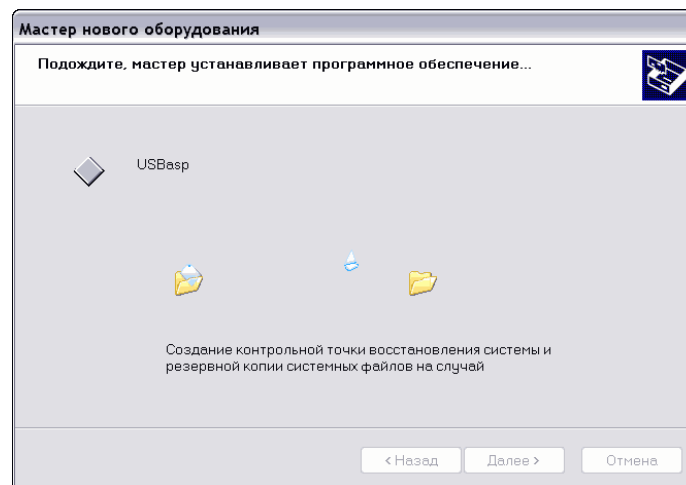 Мастер нового оборудования
Подождите, мастер устанавливает программное обеспечение...
USBasp
Создание контрольной точки восстановления системы и
резервной копии системных файлов на случай
< Назад
Далее >
Отмена